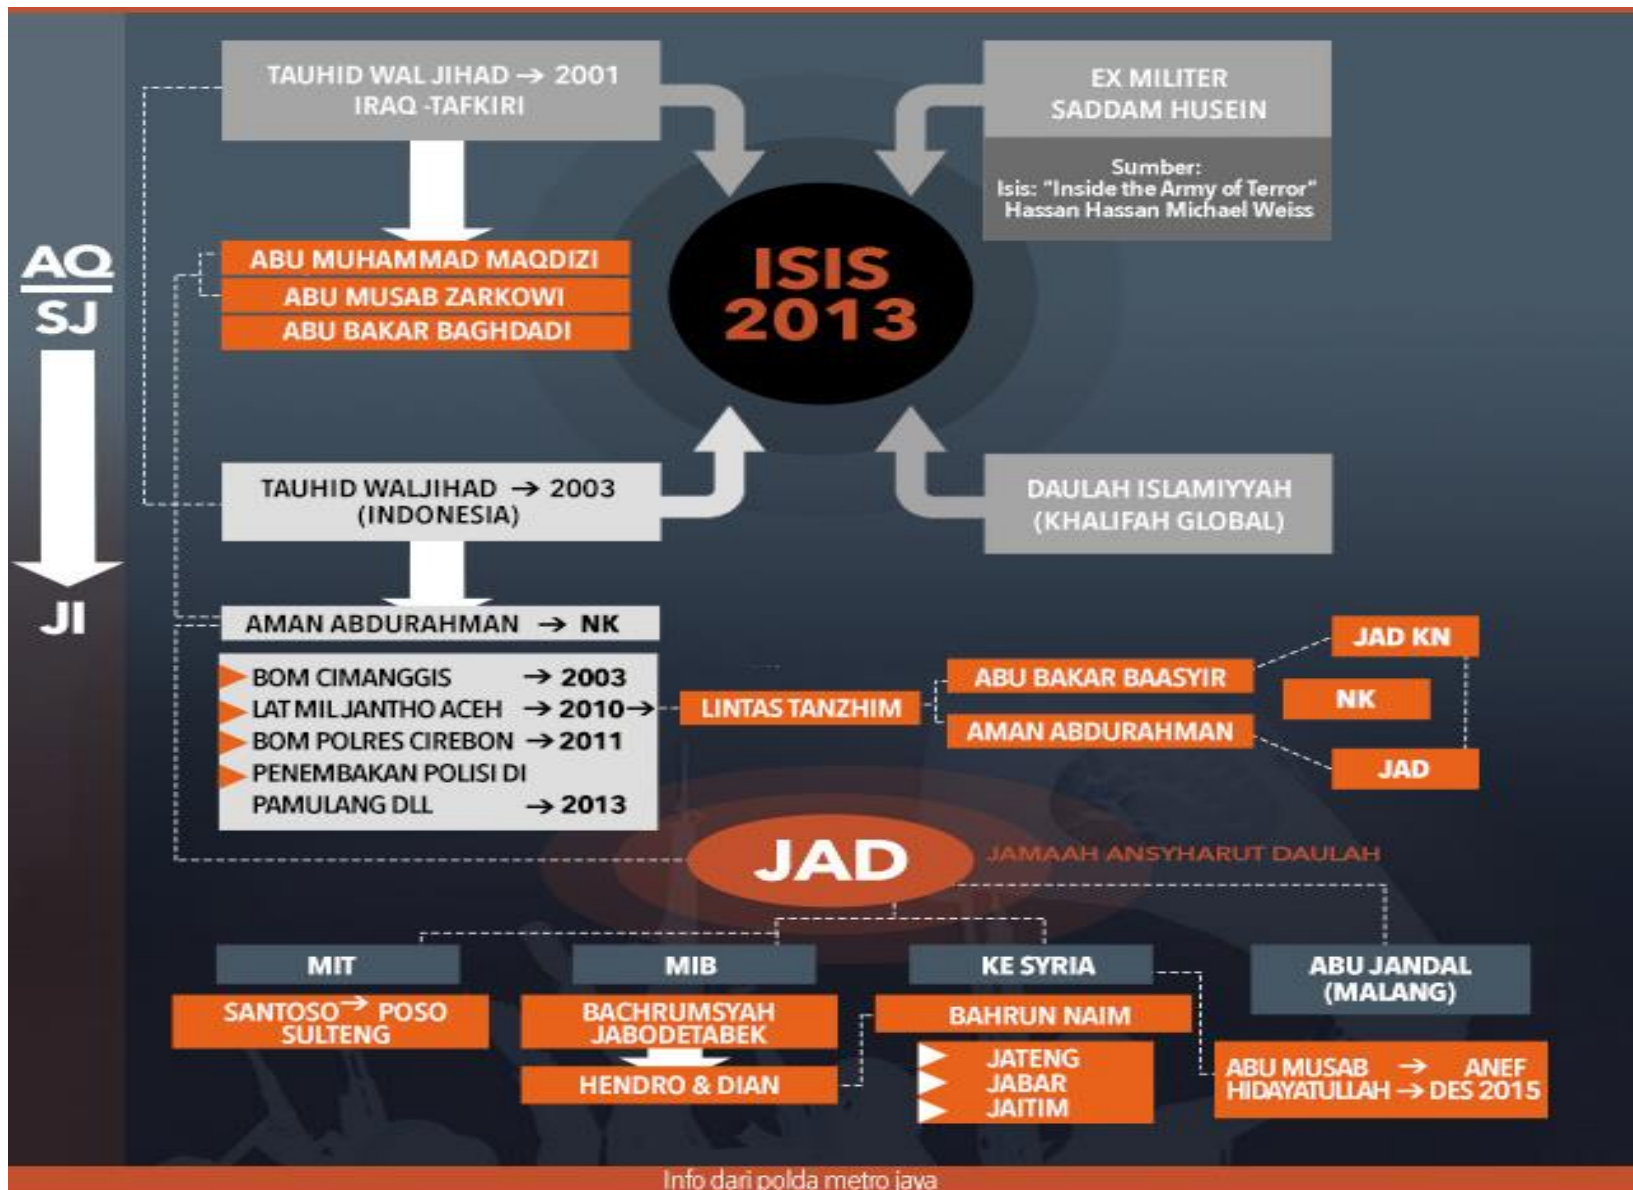 TAUHID WAL JIHAD → 2001
IRAQ -TAFKIRI
EX MILITER
SADDAM HUSEIN
Sumber:
Isis: "Inside the Army of Terror"
Hassan Hassan Michael Weiss
AQ
SJ
JI
ABU MUHAMMAD MAQDIZI
ABU MUSAB ZARKOWI
ABU BAKAR BAGHDADI
ISIS
2013
TAUHID WALJIHAD → 2003
(INDONESIA)
DAULAH ISLAMIYYAH
(KHALIFAH GLOBAL)
AMAN ABDURAHMAN → NK
BOM CIMANGGIS → 2003
LAT MIL JANTHO ACEH → 2010 →
BOM POLRES CIREBON → 2011
PENEMBAKAN POLISI DI
PAMULANG DLL → 2013
LINTAS TANZHIM
ABU BAKAR BAASYIR
AMAN ABDURAHMAN
JAD KN
NK
JAD
JAD
JAMAAH ANSYHARUT DAULAH
MIT
SANTOSO → POSO
SULTENG
MIB
BACHRUMSYAH
JABODETABEK
HENDRO & DIAN
KE SYRIA
BAHRUN NAIM
JATENG
JABAR
JAITIM
ABU JANDAL
(MALANG)
ABU MUSAB → ANEF
HIDAYATULLAH → DES 2015
Info dari polda metro jaya